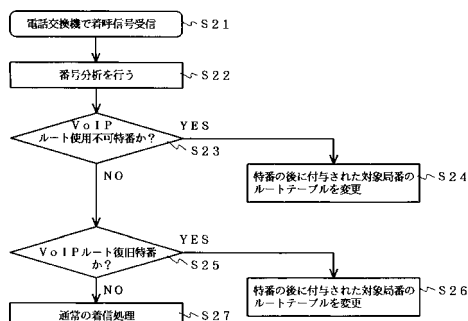 電話交換機で着呼信号受信
S21
番号分析を行う
S22
VoIP
ルート使用不可特番か?
YES
S23
NO
特番の後に付与された対象局番の
ルートテーブルを変更
S24
VoIPルート復旧特番
か?
YES
S25
NO
特番の後に付与された対象局番の
ルートテーブルを変更
S26
通常の着信処理
S27